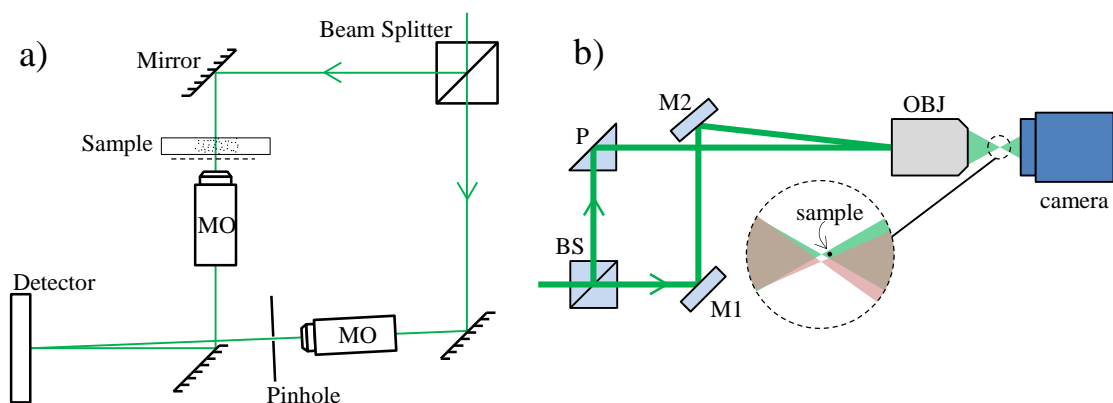 a)
Beam Splitter
Mirror
Sample
MO
Detector
MO
Pinhole
b)
M2
OBJ
P
camera
sample
BS
M1